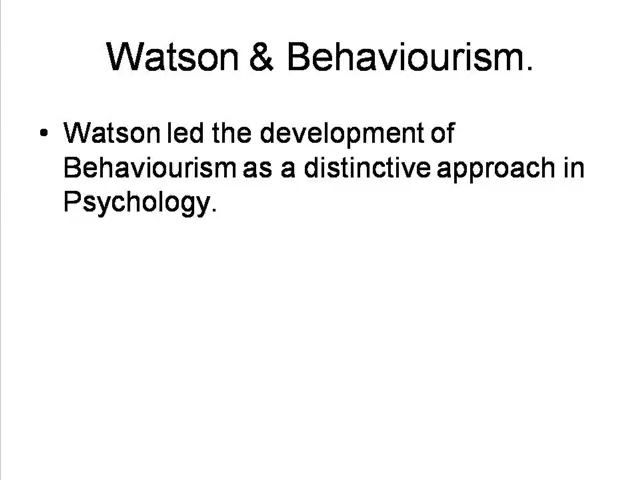 Watson & Behaviourism.
• Watson led the development of
Behaviourism as a distinctive approach in
Psychology.